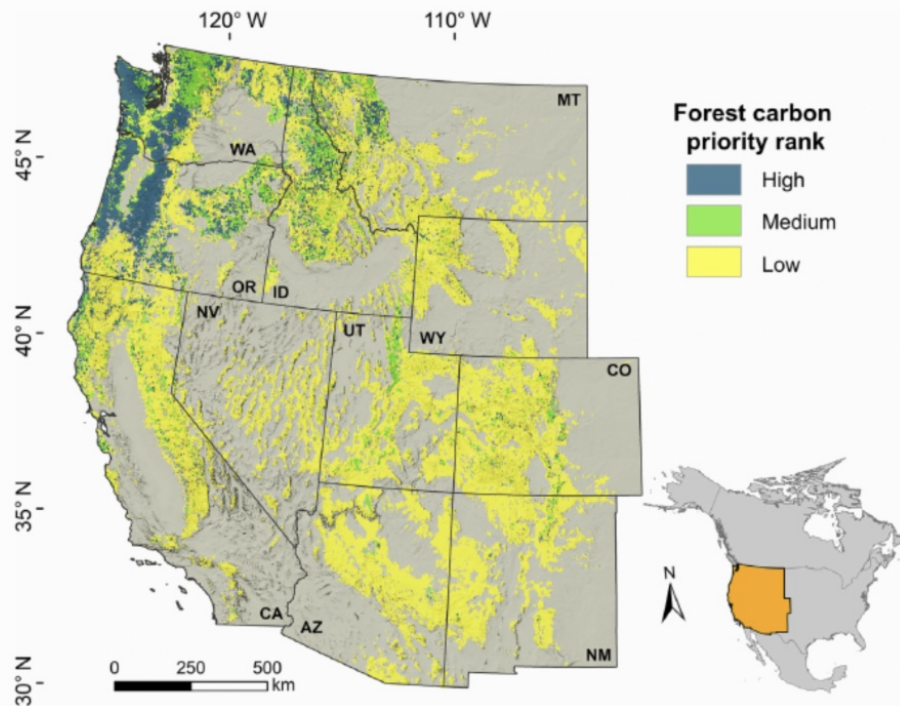 120° W
110° W
45° N
40° N
35° N
30° N
MT
WA
OR
ID
NV
UT
WY
CO
CA
AZ
NM
Forest carbon
priority rank
High
Medium
Low
N
0 250 500
km